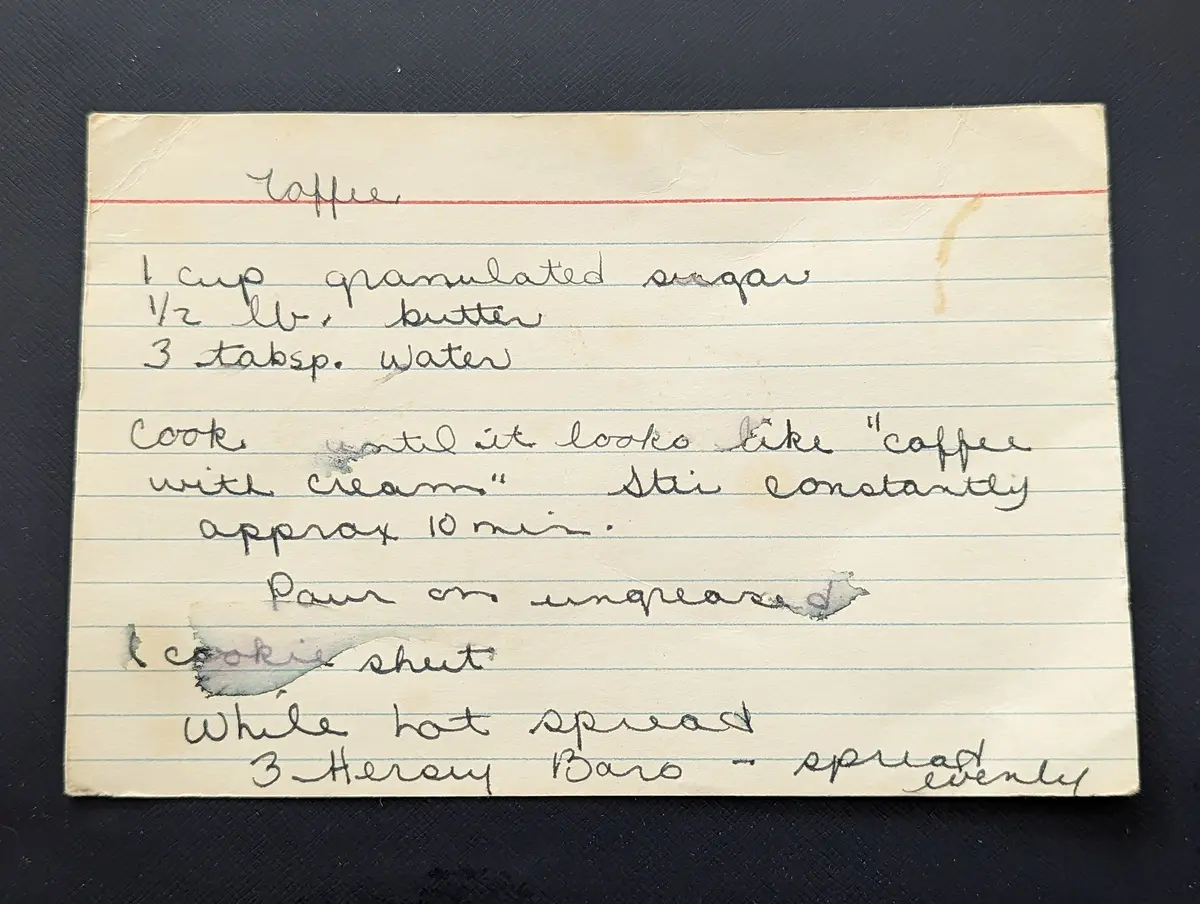 Toffee
1 cup granulated sugar
1/2 lb. butter
3 tabsp. water
Cook until it looks like "coffee
with cream" Stir constantly
approx 10 min.
Pour on ungreased
1 cookie sheet
While hot spread
3 Hersey Bars - spread
evenly